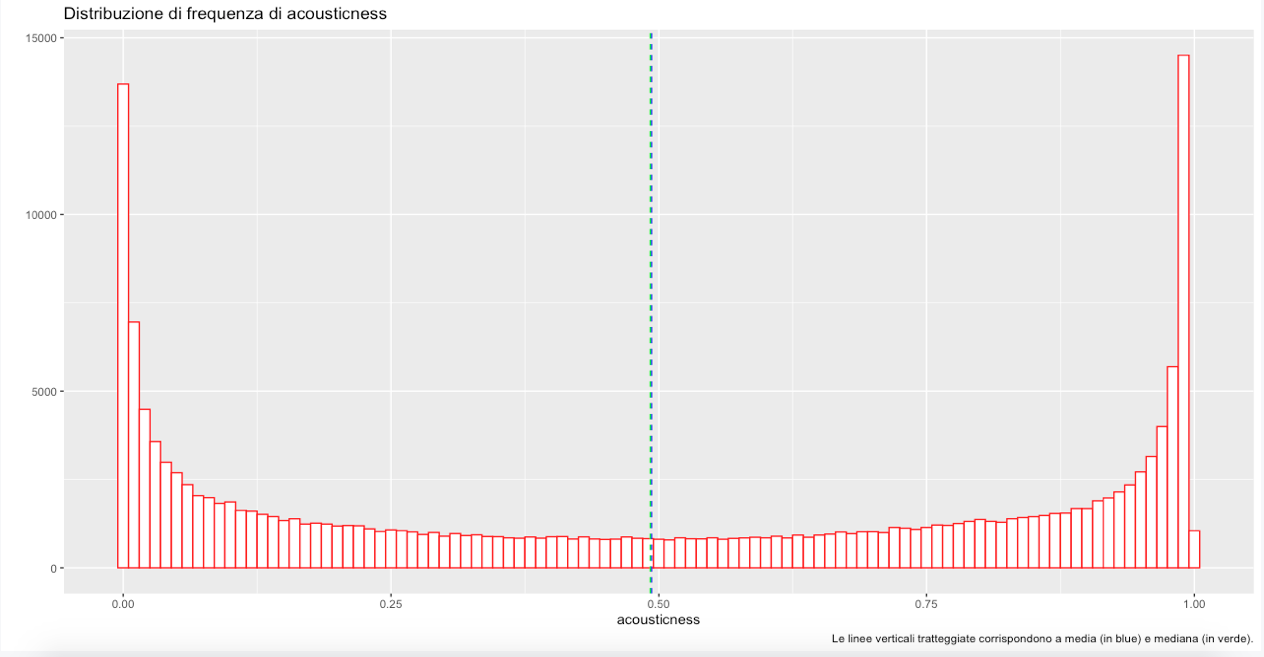 Distribuzione di frequenza di acousticness
15000
10000
5000
0
0.00 0.25 0.50 0.75 1.00
acousticness
Le linee verticali tratteggiate corrispondono a media (in blue) e mediana (in verde).